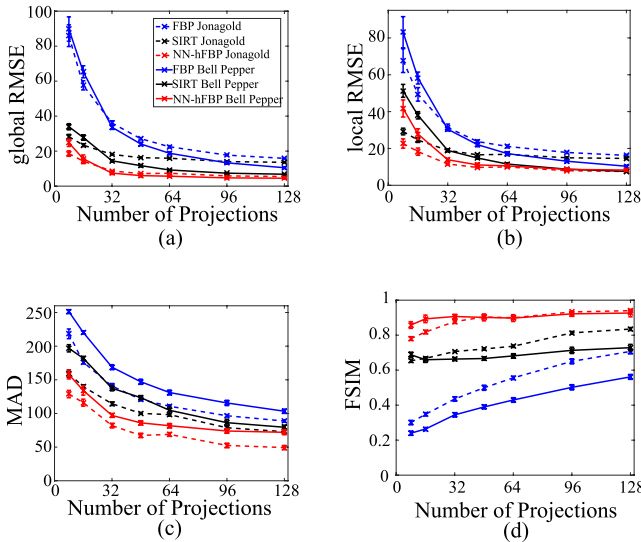 100
80
60
40
20
0
global RMSE
FBP Jonagold
SIRT Jonagold
NN-hFBP Jonagold
FBP Bell Pepper
SIRT Bell Pepper
NN-hFBP Bell Pepper
0 32 64 96 128
Number of Projections
(a)
80
60
40
20
0
local RMSE
0 32 64 96 128
Number of Projections
(b)
250
200
150
100
50
0
MAD
0 32 64 96 128
Number of Projections
(c)
1
0.8
0.6
0.4
0.2
0
FSIM
0 32 64 96 128
Number of Projections
(d)